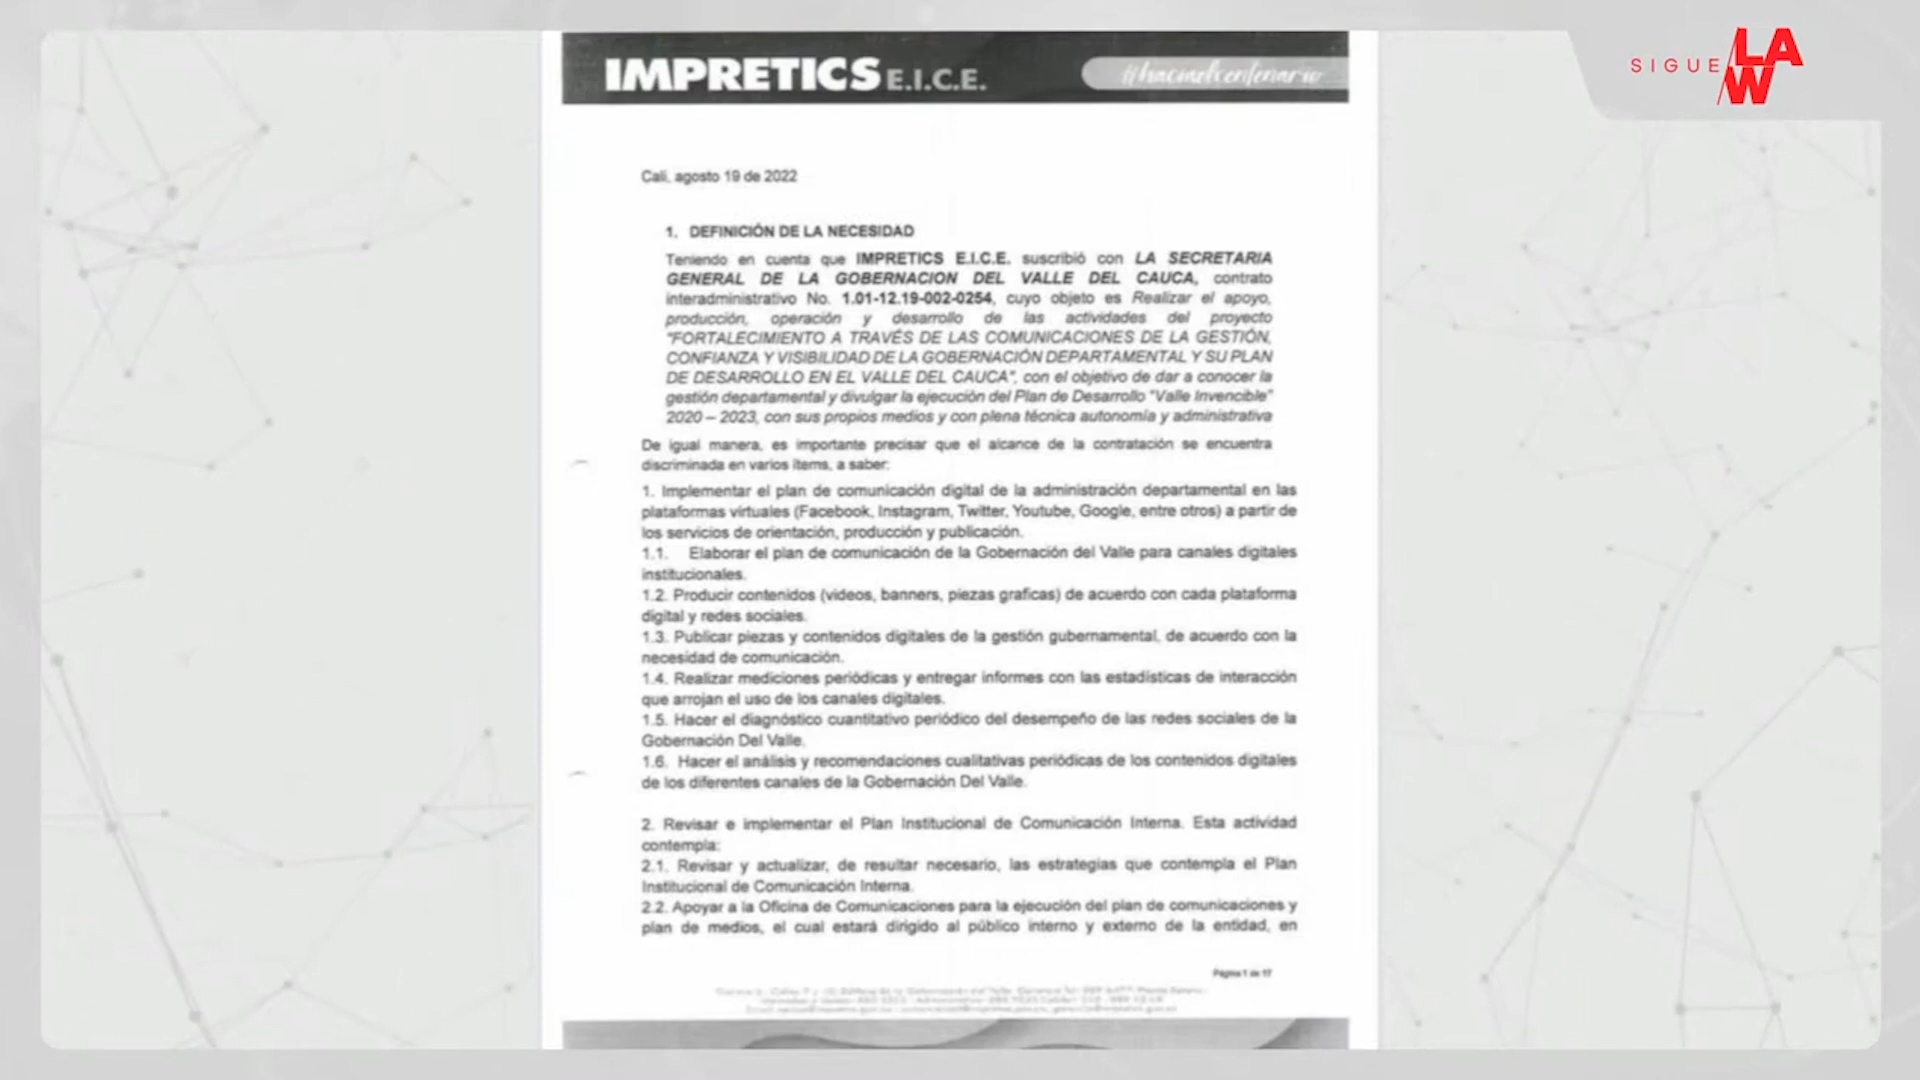 IMPRETICS E.I.C.E.
#haciaelcentenario
SIGUE LA W
Cali, agosto 19 de 2022
1. DEFINICIÓN DE LA NECESIDAD
Teniendo en cuenta que IMPRETICS E.I.C.E. suscribió con LA SECRETARIA
GENERAL DE LA GOBERNACION DEL VALLE DEL CAUCA, contrato
interadministrativo No. 1.01-12.19-002-0254, cuyo objeto es Realizar el apoyo,
producción, operación y desarrollo de las actividades del proyecto
"FORTALECIMIENTO A TRAVÉS DE LAS COMUNICACIONES DE LA GESTIÓN,
CONFIANZA Y VISIBILIDAD DE LA GOBERNACIÓN DEPARTAMENTAL Y SU PLAN
DE DESARROLLO EN EL VALLE DEL CAUCA", con el objetivo de dar a conocer la
gestión departamental y divulgar la ejecución del Plan de Desarrollo "Valle Invencible"
2020 – 2023, con sus propios medios y con plena técnica autonomía y administrativa
De igual manera, es importante precisar que el alcance de la contratación se encuentra
discriminada en varios ítems, a saber:
1. Implementar el plan de comunicación digital de la administración departamental en las
plataformas virtuales (Facebook, Instagram, Twitter, Youtube, Google, entre otros) a partir de
los servicios de orientación, producción y publicación.
1.1. Elaborar el plan de comunicación de la Gobernación del Valle para canales digitales
institucionales.
1.2. Producir contenidos (videos, banners, piezas graficas) de acuerdo con cada plataforma
digital y redes sociales.
1.3. Publicar piezas y contenidos digitales de la gestión gubernamental, de acuerdo con la
necesidad de comunicación.
1.4. Realizar mediciones periódicas y entregar informes con las estadísticas de interacción
que arrojan el uso de los canales digitales.
1.5. Hacer el diagnóstico cuantitativo periódico del desempeño de las redes sociales de la
Gobernación Del Valle.
1.6. Hacer el análisis y recomendaciones cualitativas periódicas de los contenidos digitales
de los diferentes canales de la Gobernación Del Valle.
2. Revisar e implementar el Plan Institucional de Comunicación Interna. Esta actividad
contempla:
2.1. Revisar y actualizar, de resultar necesario, las estrategias que contempla el Plan
Institucional de Comunicación Interna.
2.2. Apoyar a la Oficina de Comunicaciones para la ejecución del plan de comunicaciones y
plan de medios, el cual estará dirigido al público interno y externo de la entidad, en
Página 1 de 17